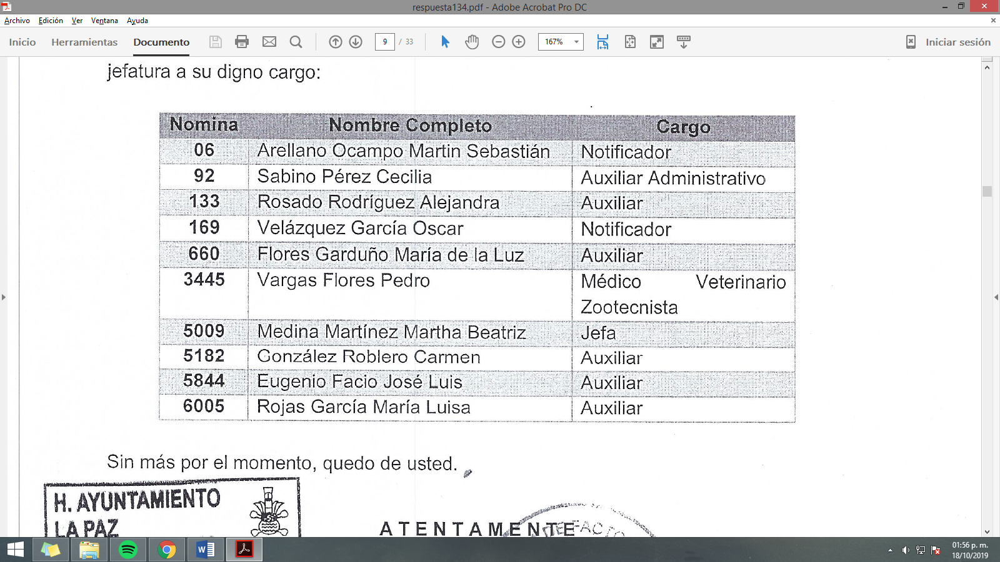 respuesta134.pdf - Adobe Acrobat Pro DC
Archivo Edición Ver Ventana Ayuda
Inicio Herramientas Documento 9 / 33 167% Iniciar sesión
jefatura a su digno cargo:
Nomina Nombre Completo Cargo
06 Arellano Ocampo Martin Sebastián Notificador
92 Sabino Pérez Cecilia Auxiliar Administrativo
133 Rosado Rodríguez Alejandra Auxiliar
169 Velázquez García Oscar Notificador
660 Flores Garduño María de la Luz Auxiliar
3445 Vargas Flores Pedro Médico Veterinario
Zootecnista
5009 Medina Martínez Martha Beatriz Jefa
5182 González Roblero Carmen Auxiliar
5844 Eugenio Facio José Luis Auxiliar
6005 Rojas García María Luisa Auxiliar
Sin más por el momento, quedo de usted.
H. AYUNTAMIENTO
LA PAZ
ATENTAMENTE
01:56 p. m.
18/10/2019